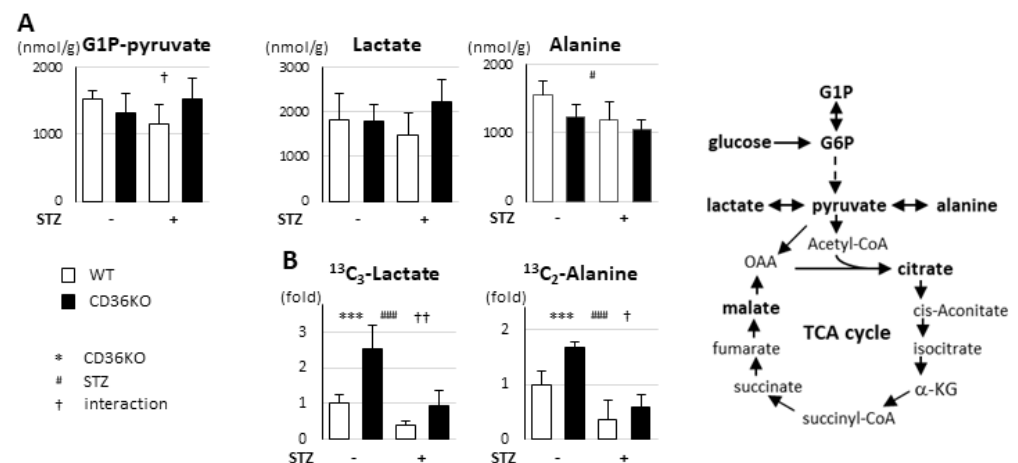 A
(nmol/g) G1P-pyruvate
2000
1000
0
†
STZ - +
(nmol/g) Lactate
3000
2000
1000
0
STZ - +
(nmol/g) Alanine
2000
1000
0
#
STZ - +
WT
CD36KO
* CD36KO
# STZ
† interaction
B
¹³C₃-Lactate
(fold)
*** ### ††
3
2
1
0
STZ - +
¹³C₂-Alanine
(fold)
*** ### †
2
1
0
STZ - +
G1P
glucose G6P
lactate pyruvate alanine
Acetyl-CoA
OAA citrate
malate cis-Aconitate
TCA cycle
fumarate isocitrate
succinate α-KG
succinyl-CoA